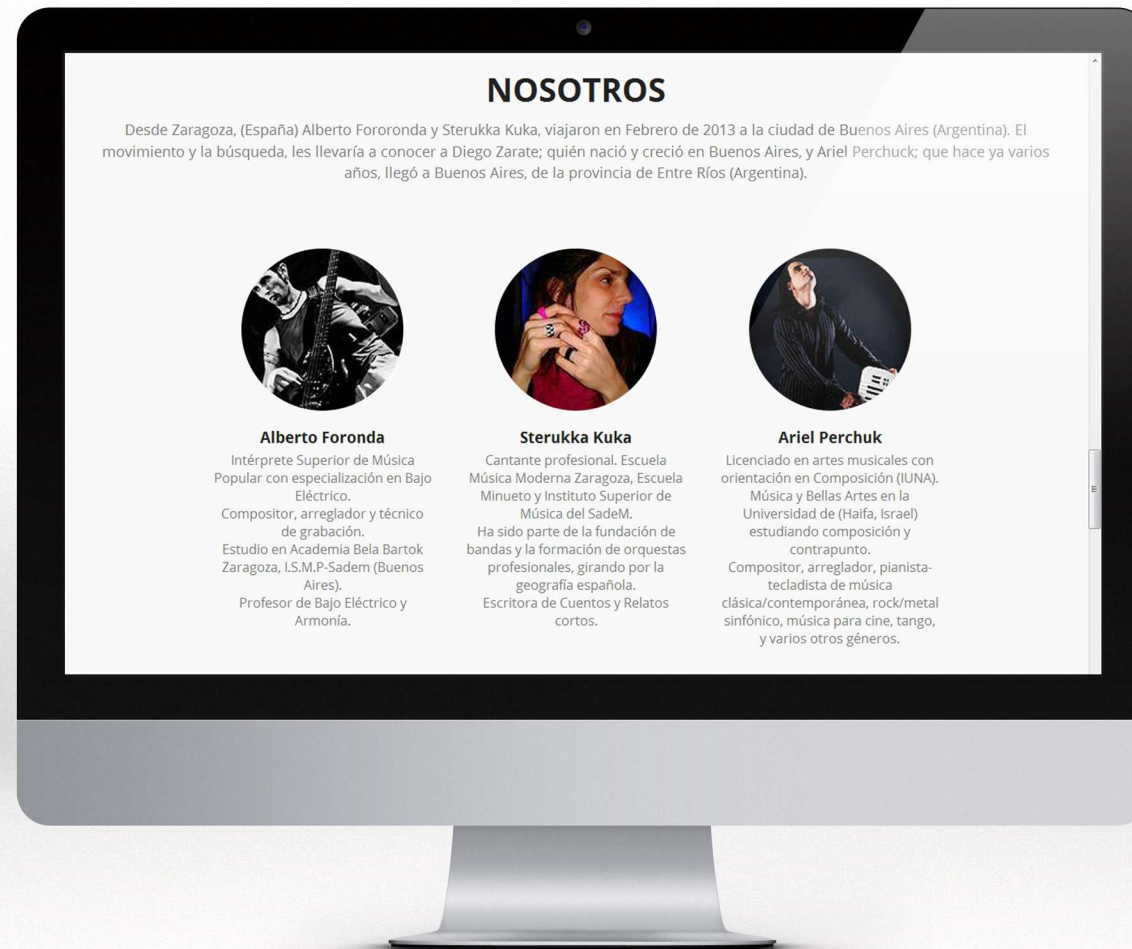 NOSOTROS
Desde Zaragoza, (España) Alberto Fororonda y Sterukka Kuka, viajaron en Febrero de 2013 a la ciudad de Buenos Aires (Argentina). El
movimiento y la búsqueda, les llevaría a conocer a Diego Zarate; quién nació y creció en Buenos Aires, y Ariel Perchuck; que hace ya varios
años, llegó a Buenos Aires, de la provincia de Entre Ríos (Argentina).
Alberto Foronda
Intérprete Superior de Música
Popular con especialización en Bajo
Eléctrico.
Compositor, arreglador y técnico
de grabación.
Estudio en Academia Bela Bartok
Zaragoza, I.S.M.P-Sadem (Buenos
Aires).
Profesor de Bajo Eléctrico y
Armonía.
Sterukka Kuka
Cantante profesional. Escuela
Música Moderna Zaragoza, Escuela
Minueto y Instituto Superior de
Música del SadeM.
Ha sido parte de la fundación de
bandas y la formación de orquestas
profesionales, girando por la
geografía española.
Escritora de Cuentos y Relatos
cortos.
Ariel Perchuk
Licenciado en artes musicales con
orientación en Composición (IUNA).
Música y Bellas Artes en la
Universidad de (Haifa, Israel)
estudiando composición y
contrapunto.
Compositor, arreglador, pianista-
tecladista de música
clásica/contemporánea, rock/metal
sinfónico, música para cine, tango,
y varios otros géneros.